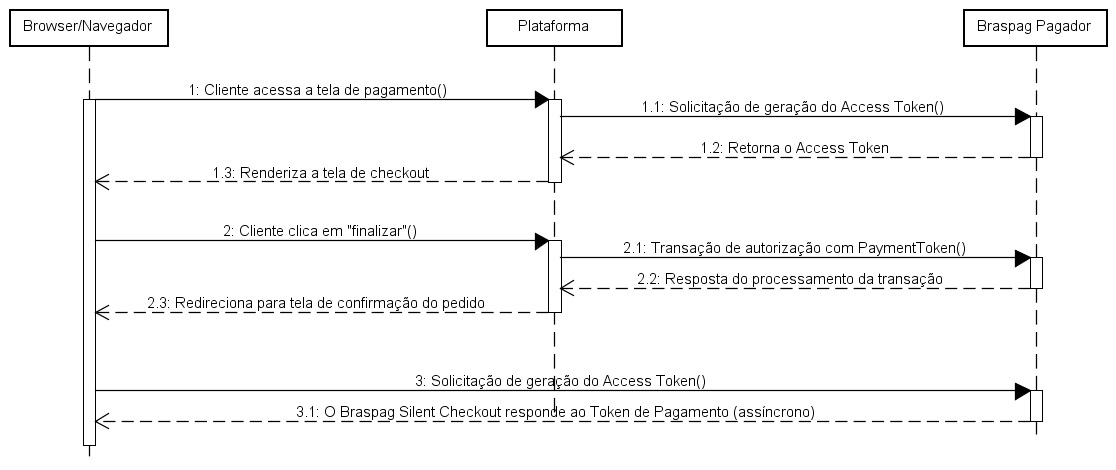 Browser/Navegador
Plataforma
Braspag Pagador
1: Cliente acessa a tela de pagamento()
1.1: Solicitação de geração do Access Token()
1.2: Retorna o Access Token
1.3: Renderiza a tela de checkout
2: Cliente clica em "finalizar"()
2.1: Transação de autorização com PaymentToken()
2.2: Resposta do processamento da transação
2.3: Redireciona para tela de confirmação do pedido
3: Solicitação de geração do Access Token()
3.1: O Braspag Silent Checkout responde ao Token de Pagamento (assíncrono)